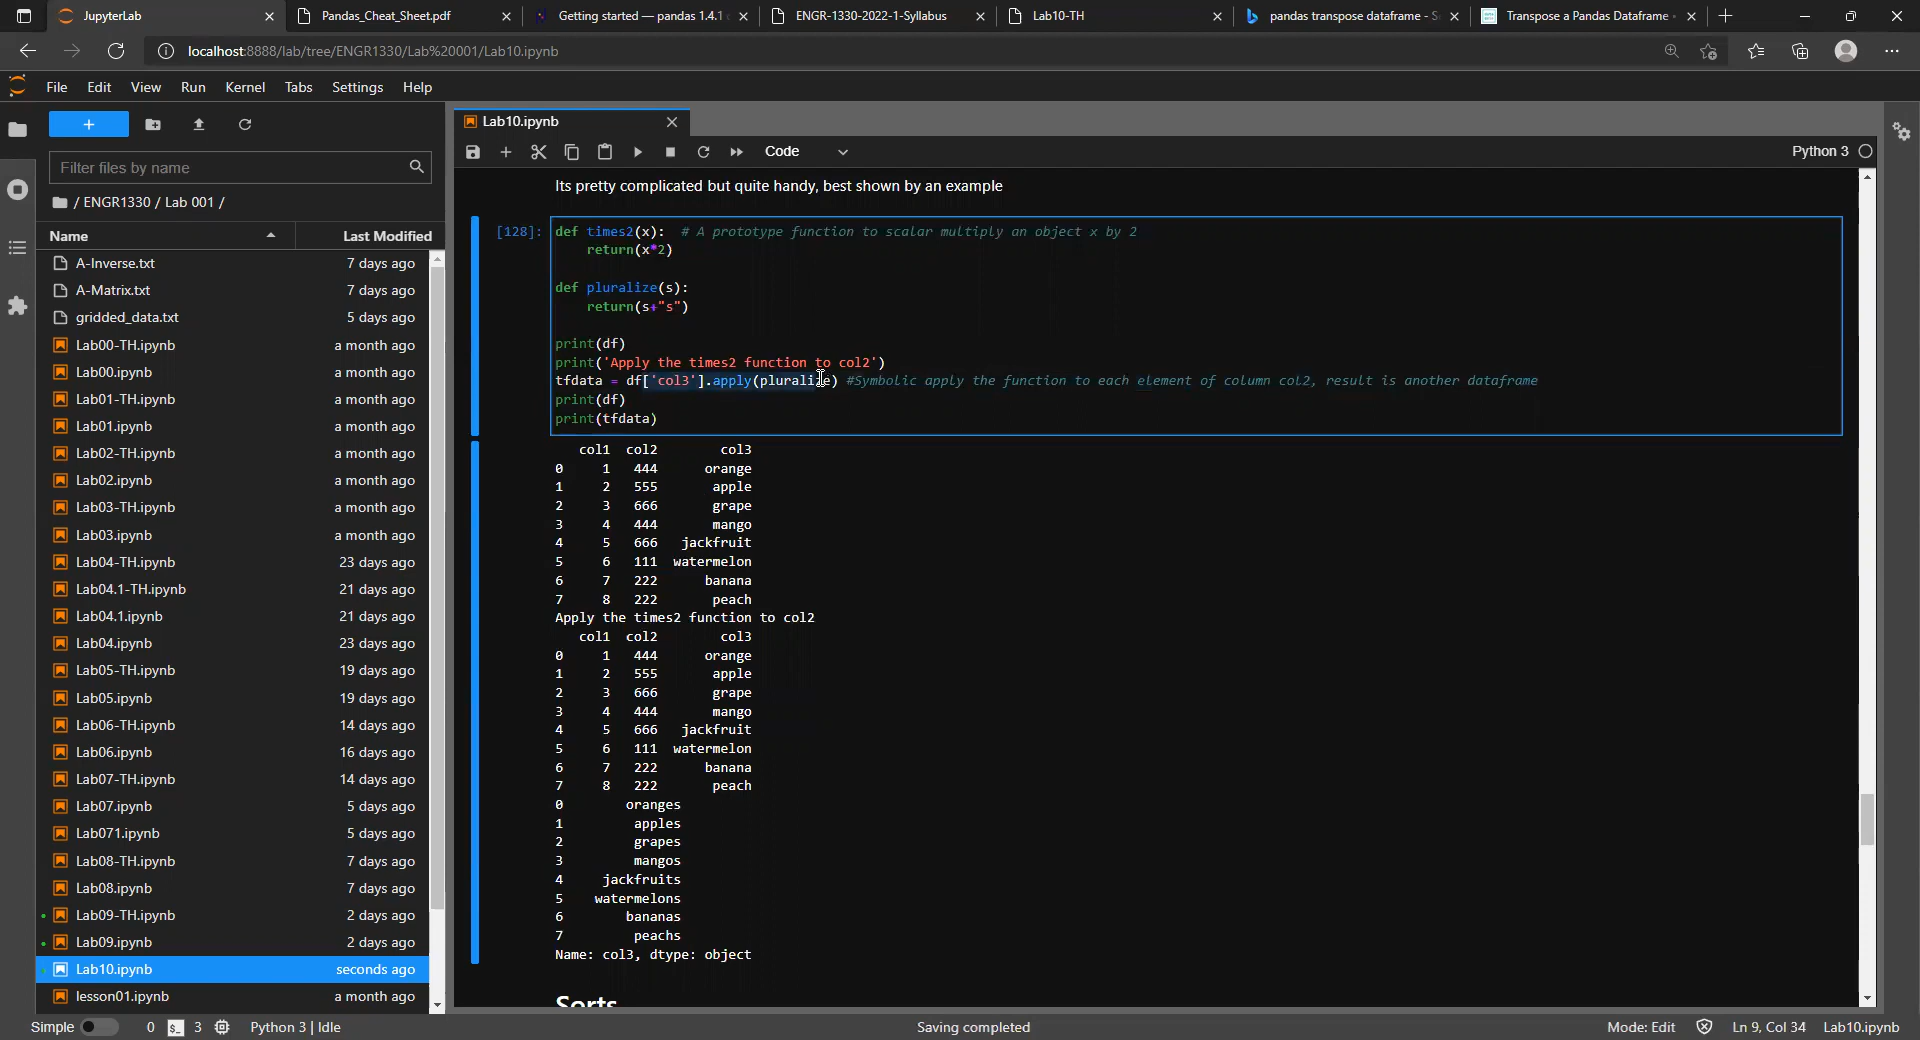 JupyterLab
Pandas_Cheat_Sheet.pdf
Getting started — pandas 1.4.1
ENGR-1330-2022-1-Syllabus
Lab10-TH
pandas transpose dataframe - S
Transpose a Pandas Dataframe
localhost:8888/lab/tree/ENGR1330/Lab%20001/Lab10.ipynb
File Edit View Run Kernel Tabs Settings Help
Lab10.ipynb
Filter files by name
Code
Python 3
/ ENGR1330 / Lab 001 /
Name Last Modified
A-Inverse.txt 7 days ago
A-Matrix.txt 7 days ago
gridded_data.txt 5 days ago
Lab00-TH.ipynb a month ago
Lab00.ipynb a month ago
Lab01-TH.ipynb a month ago
Lab01.ipynb a month ago
Lab02-TH.ipynb a month ago
Lab02.ipynb a month ago
Lab03-TH.ipynb a month ago
Lab03.ipynb a month ago
Lab04-TH.ipynb 23 days ago
Lab04.1-TH.ipynb 21 days ago
Lab04.1.ipynb 21 days ago
Lab04.ipynb 23 days ago
Lab05-TH.ipynb 19 days ago
Lab05.ipynb 19 days ago
Lab06-TH.ipynb 14 days ago
Lab06.ipynb 16 days ago
Lab07-TH.ipynb 14 days ago
Lab07.ipynb 5 days ago
Lab071.ipynb 5 days ago
Lab08-TH.ipynb 7 days ago
Lab08.ipynb 7 days ago
Lab09-TH.ipynb 2 days ago
Lab09.ipynb 2 days ago
Lab10.ipynb seconds ago
lesson01.ipynb a month ago
Its pretty complicated but quite handy, best shown by an example
[128]: def times2(x):  # A prototype function to scalar multiply an object x by 2
    return(x*2)
def pluralize(s):
    return(s+"s")
print(df)
print('Apply the times2 function to col2')
tfdata = df['col3'].apply(pluralize) #Symbolic apply the function to each element of column col2, result is another dataframe
print(df)
print(tfdata)
   col1  col2        col3
0     1   444      orange
1     2   555       apple
2     3   666       grape
3     4   444       mango
4     5   666   jackfruit
5     6   111  watermelon
6     7   222      banana
7     8   222       peach
Apply the times2 function to col2
   col1  col2        col3
0     1   444      orange
1     2   555       apple
2     3   666       grape
3     4   444       mango
4     5   666   jackfruit
5     6   111  watermelon
6     7   222      banana
7     8   222       peach
0        oranges
1         apples
2         grapes
3         mangos
4     jackfruits
5    watermelons
6        bananas
7         peachs
Name: col3, dtype: object
Sorts
Simple 0 $_ 3 Python 3 | Idle Saving completed Mode: Edit Ln 9, Col 34 Lab10.ipynb